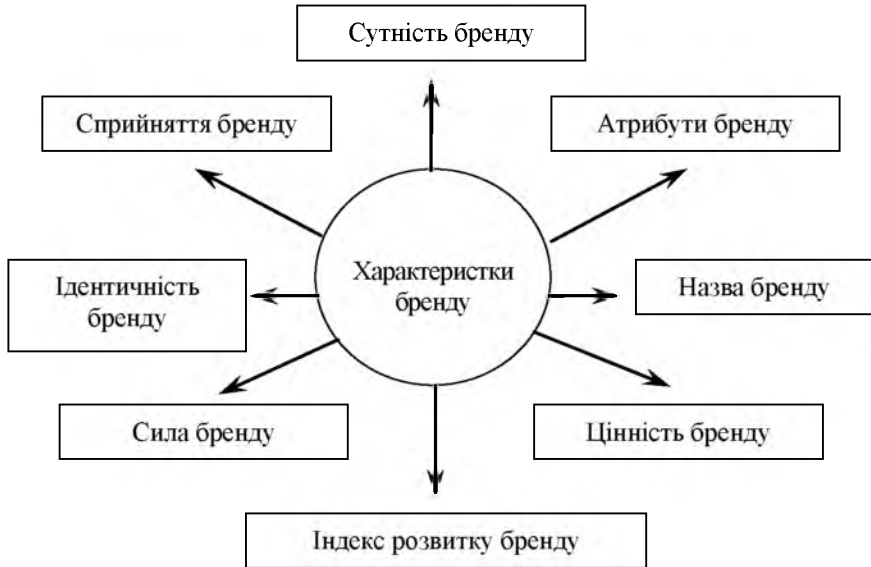 Сутність бренду
Сприйняття бренду
Атрибути бренду
Характеристки
бренду
Ідентичність
бренду
Назва бренду
Сила бренду
Цінність бренду
Індекс розвитку бренду